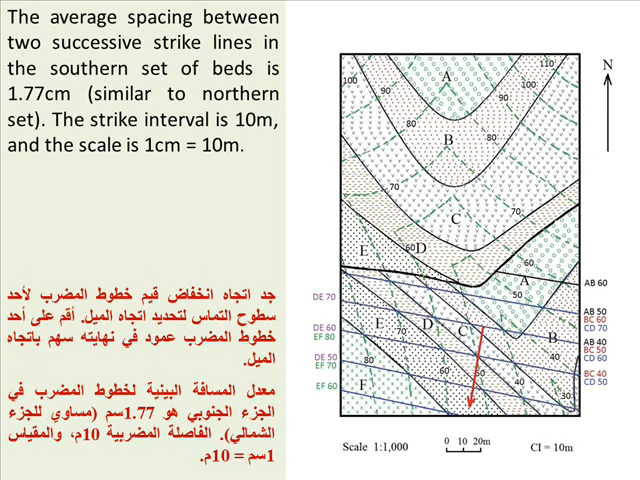 The average spacing between
two successive strike lines in
the southern set of beds is
1.77cm (similar to northern
set). The strike interval is 10m,
and the scale is 1cm = 10m.
جد اتجاه انخفاض قيم خطوط المضرب لأحد
سطوح التماس لتحديد اتجاه الميل. أقم على أحد
خطوط المضرب عمود في نهايته سهم باتجاه
الميل.
معدل المسافة البينية لخطوط المضرب في
الجزء الجنوبي هو 1.77سم (مساوي للجزء
الشمالي). الفاصلة المضربية 10م، والمقياس
1سم = 10م.
N
110
100
90
A
90
100
80
80
B
70
70
C
E
60
D
60
A
50
AB 60
DE 70
AB 50
BC 60
CD 70
DE 60
EF 80
E
70
D
C
B
AB 40
BC 50
CD 60
40
DE 50
EF 70
80
60
50
40
BC 40
CD 50
EF 60
F
30
Scale 1:1,000
0 10 20m
CI = 10m